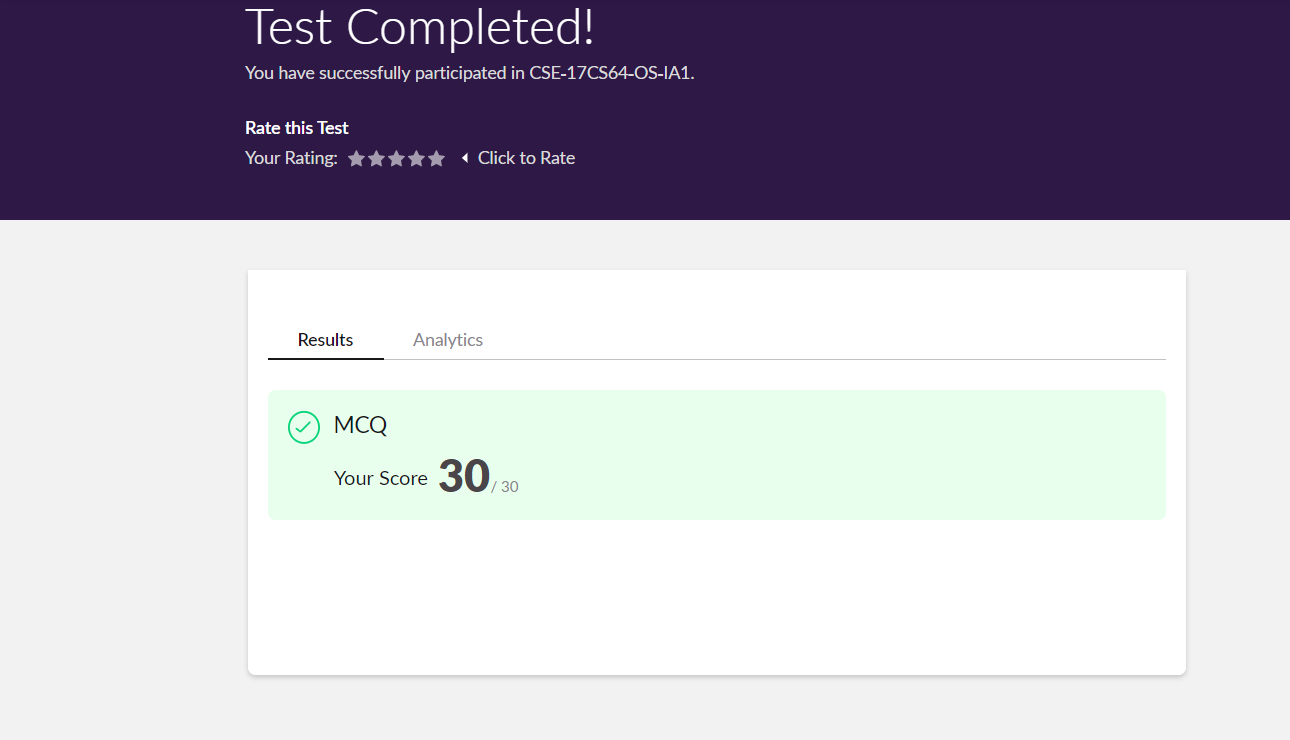 Test Completed!
You have successfully participated in CSE-17CS64-OS-IA1.
Rate this Test
Your Rating: Click to Rate
Results Analytics
MCQ
Your Score 30 / 30